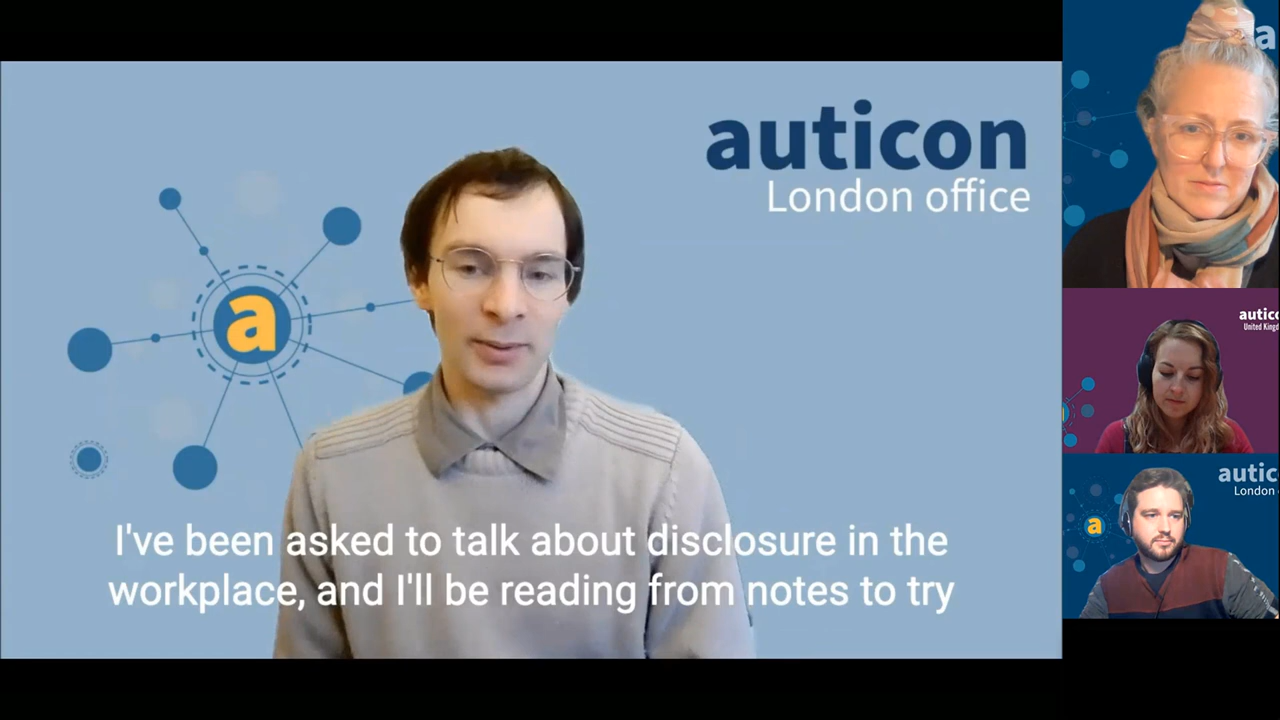 auticon
London office
a
I've been asked to talk about disclosure in the
workplace, and I'll be reading from notes to try
a
autico
United Kingd
autic
London
a